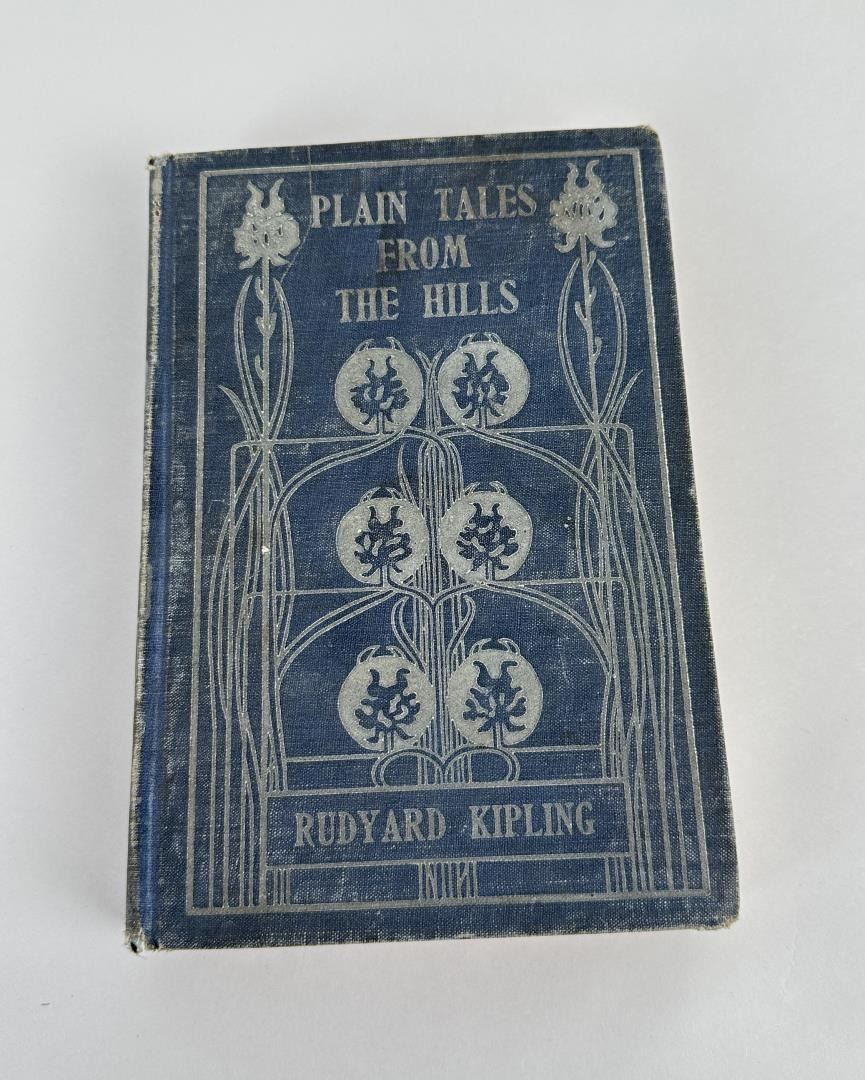 PLAIN TALES
FROM
THE HILLS
RUDYARD KIPLING